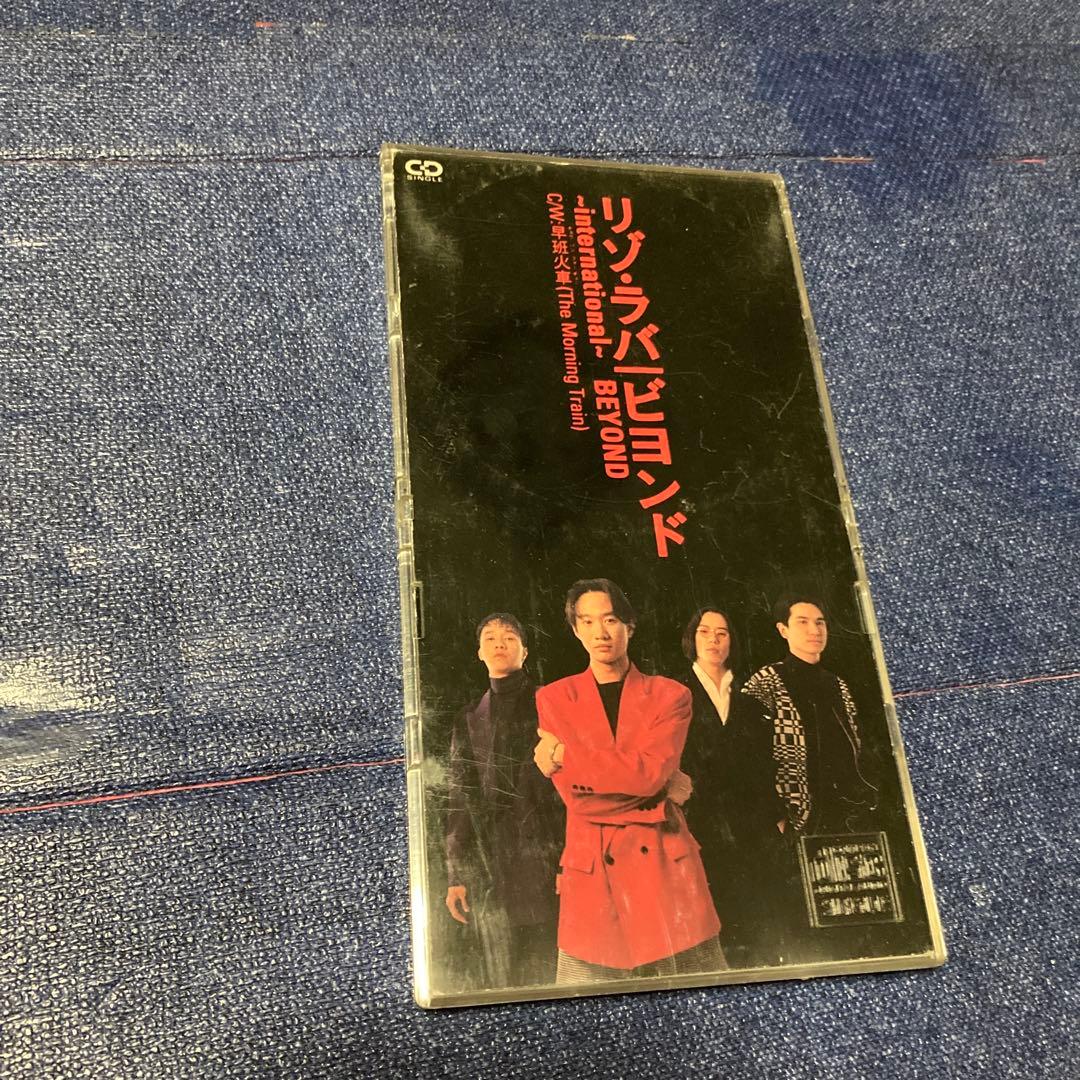 CD
SINGLE
リゾ・ラバ/ビヨンド
~international~ BEYOND
C/W:早班火車(The Morning Train)